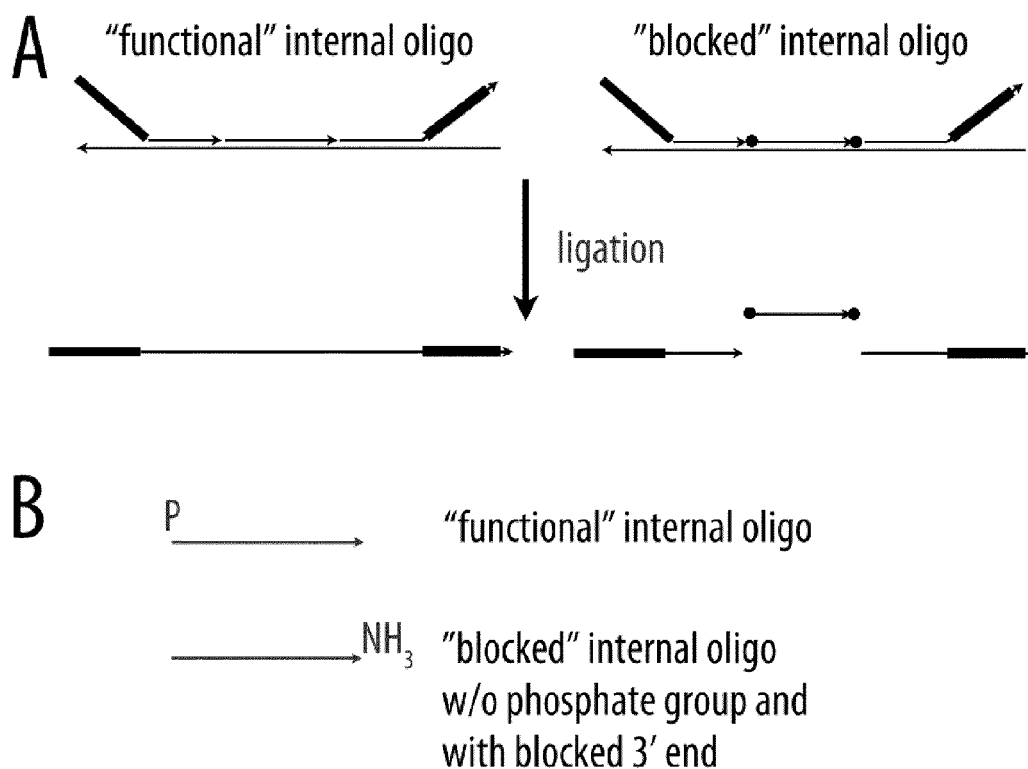 A
“functional” internal oligo
”blocked” internal oligo
ligation
B
P
“functional” internal oligo
NH3
”blocked” internal oligo
w/o phosphate group and
with blocked 3′ end